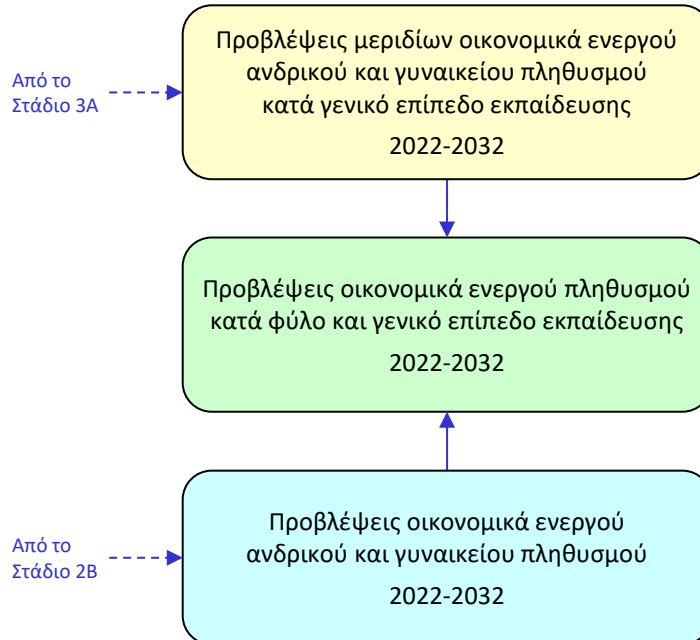 Προβλέψεις μεριδίων οικονομικά ενεργού
ανδρικού και γυναικείου πληθυσμού
κατά γενικό επίπεδο εκπαίδευσης
2022-2032
Από το
Στάδιο 3Α
Προβλέψεις οικονομικά ενεργού πληθυσμού
κατά φύλο και γενικό επίπεδο εκπαίδευσης
2022-2032
Προβλέψεις οικονομικά ενεργού
ανδρικού και γυναικείου πληθυσμού
2022-2032
Από το
Στάδιο 2Β